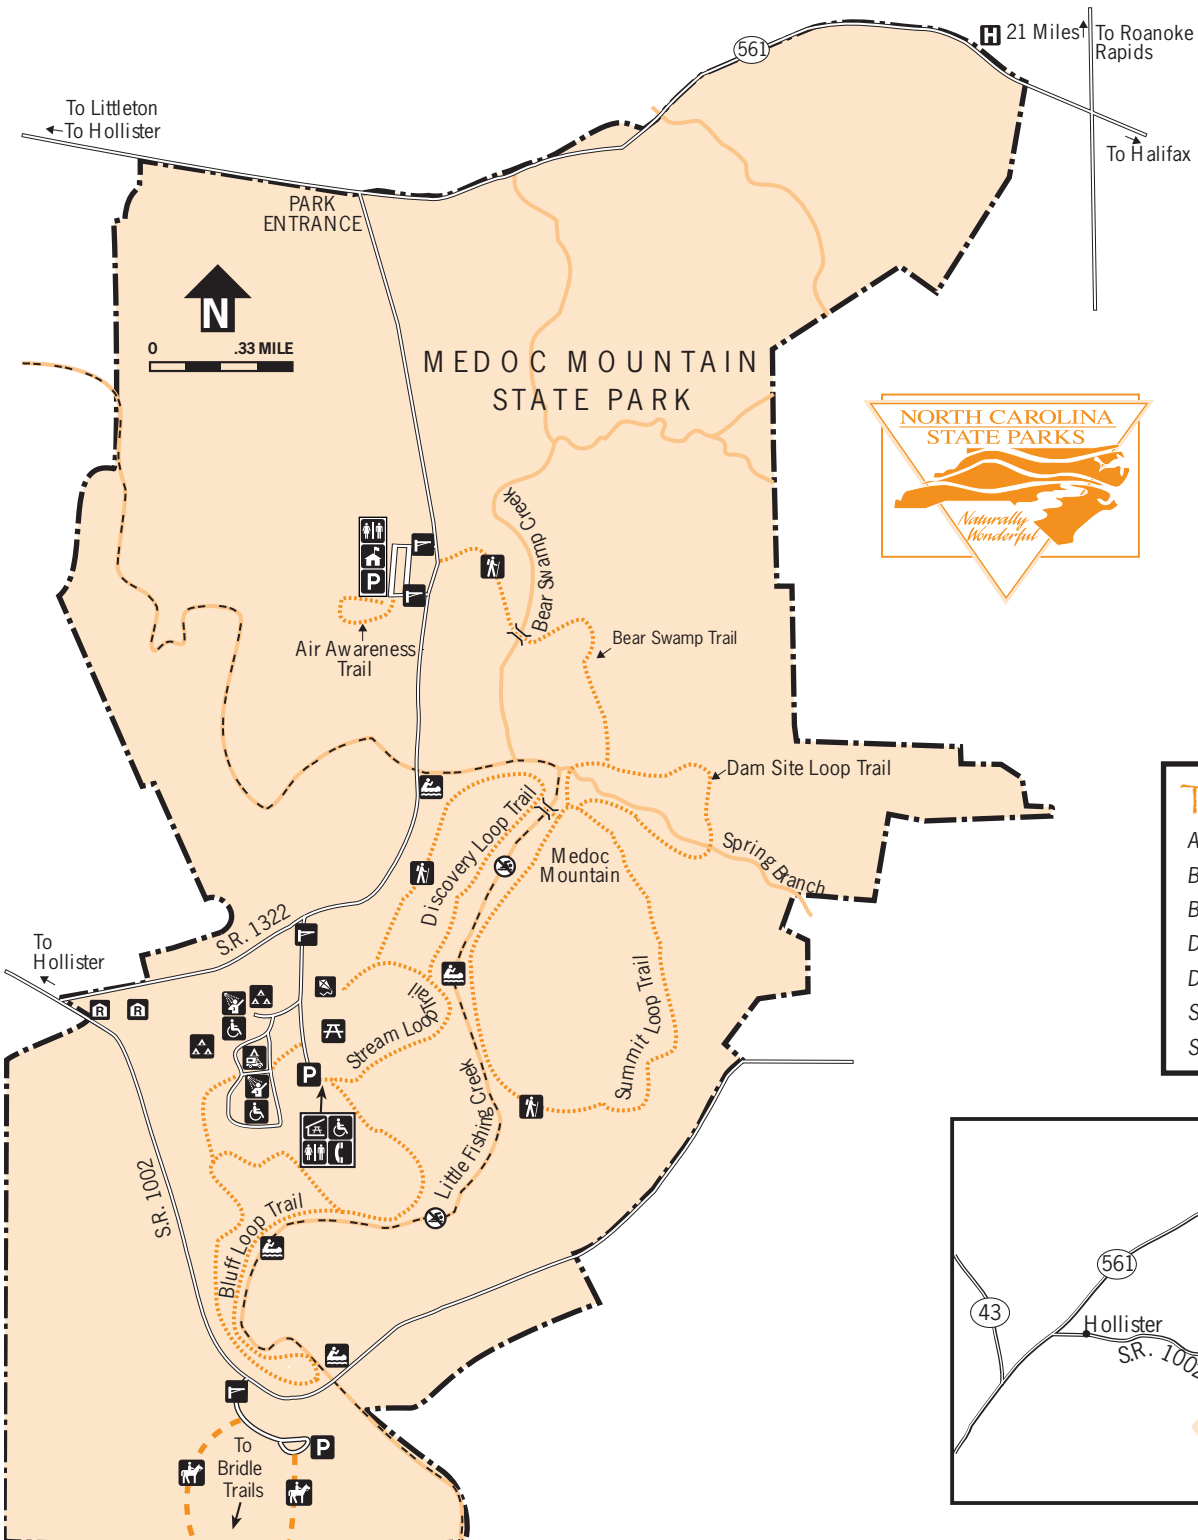 561
H 21 Miles
To Roanoke
Rapids
To Littleton
To Hollister
To Halifax
PARK
ENTRANCE
N
0 .33 MILE
MEDOC MOUNTAIN
STATE PARK
NORTH CAROLINA
STATE PARKS
Naturally
Wonderful
Bear Swamp Creek
P
Air Awareness
Trail
Bear Swamp Trail
Dam Site Loop Trail
T
A
B
B
D
D
S
S
Discovery Loop Trail
Medoc
Mountain
Spring Branch
S.R. 1322
To
Hollister
R
R
Stream Loop Trail
Summit Loop Trail
P
Little Fishing Creek
S.R. 1002
Bluff Loop Trail
561
43
Hollister
S.R. 1002
P
To
Bridle
Trails